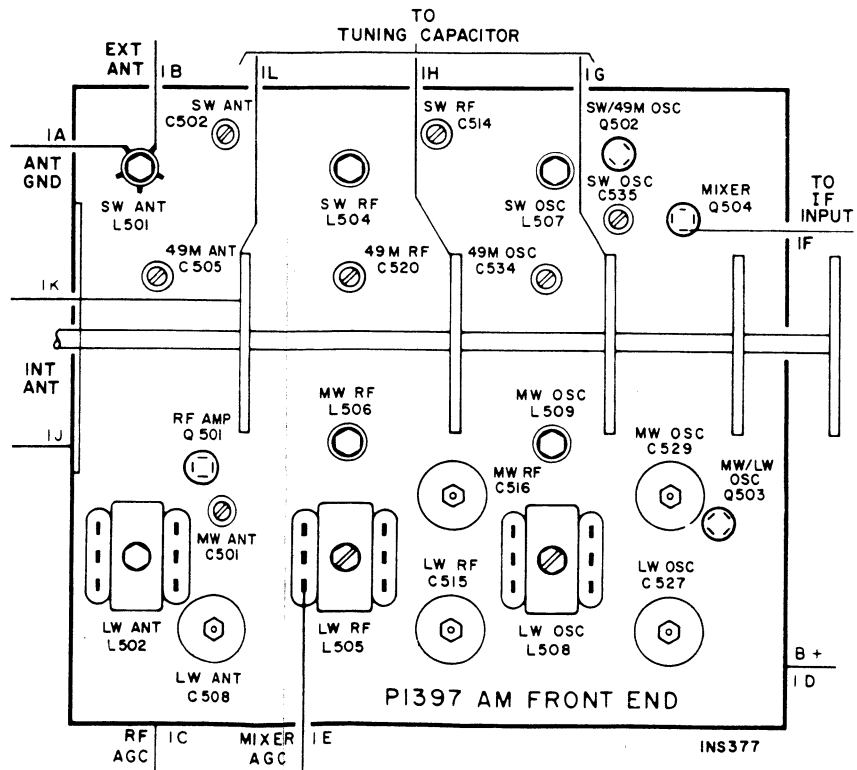 TO
TUNING CAPACITOR
EXT
ANT
1B
1L
1H
1G
SW ANT
C502
SW RF
C514
SW/49M OSC
Q502
1A
ANT
GND
SW ANT
L501
SW RF
L504
SW OSC
L507
SW OSC
C535
MIXER
Q504
TO
IF
INPUT
1F
49M ANT
C505
49M RF
C520
49M OSC
C534
1K
INT
ANT
1J
RF AMP
Q501
MW RF
L506
MW OSC
L509
MW RF
C516
MW OSC
C529
MW/LW
OSC
Q503
MW ANT
C501
LW RF
C515
LW OSC
C527
LW ANT
L502
LW RF
L505
LW OSC
L508
LW ANT
C508
B+
1D
P1397 AM FRONT END
RF
AGC
1C
MIXER
AGC
1E
INS377